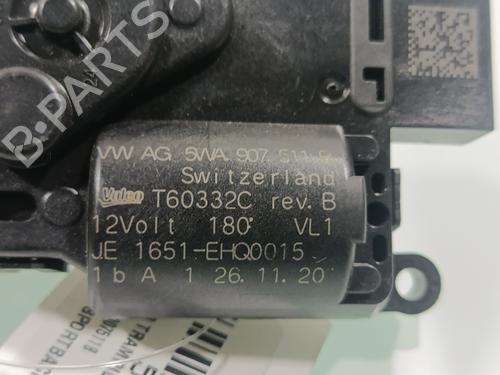 B-PARTS
VW AG 5WA 907 511
Switzerland
Valeo T60332C rev. B
12Volt 180° VL1
JE 1651-EHQ0015
1bA 1 26.11.20